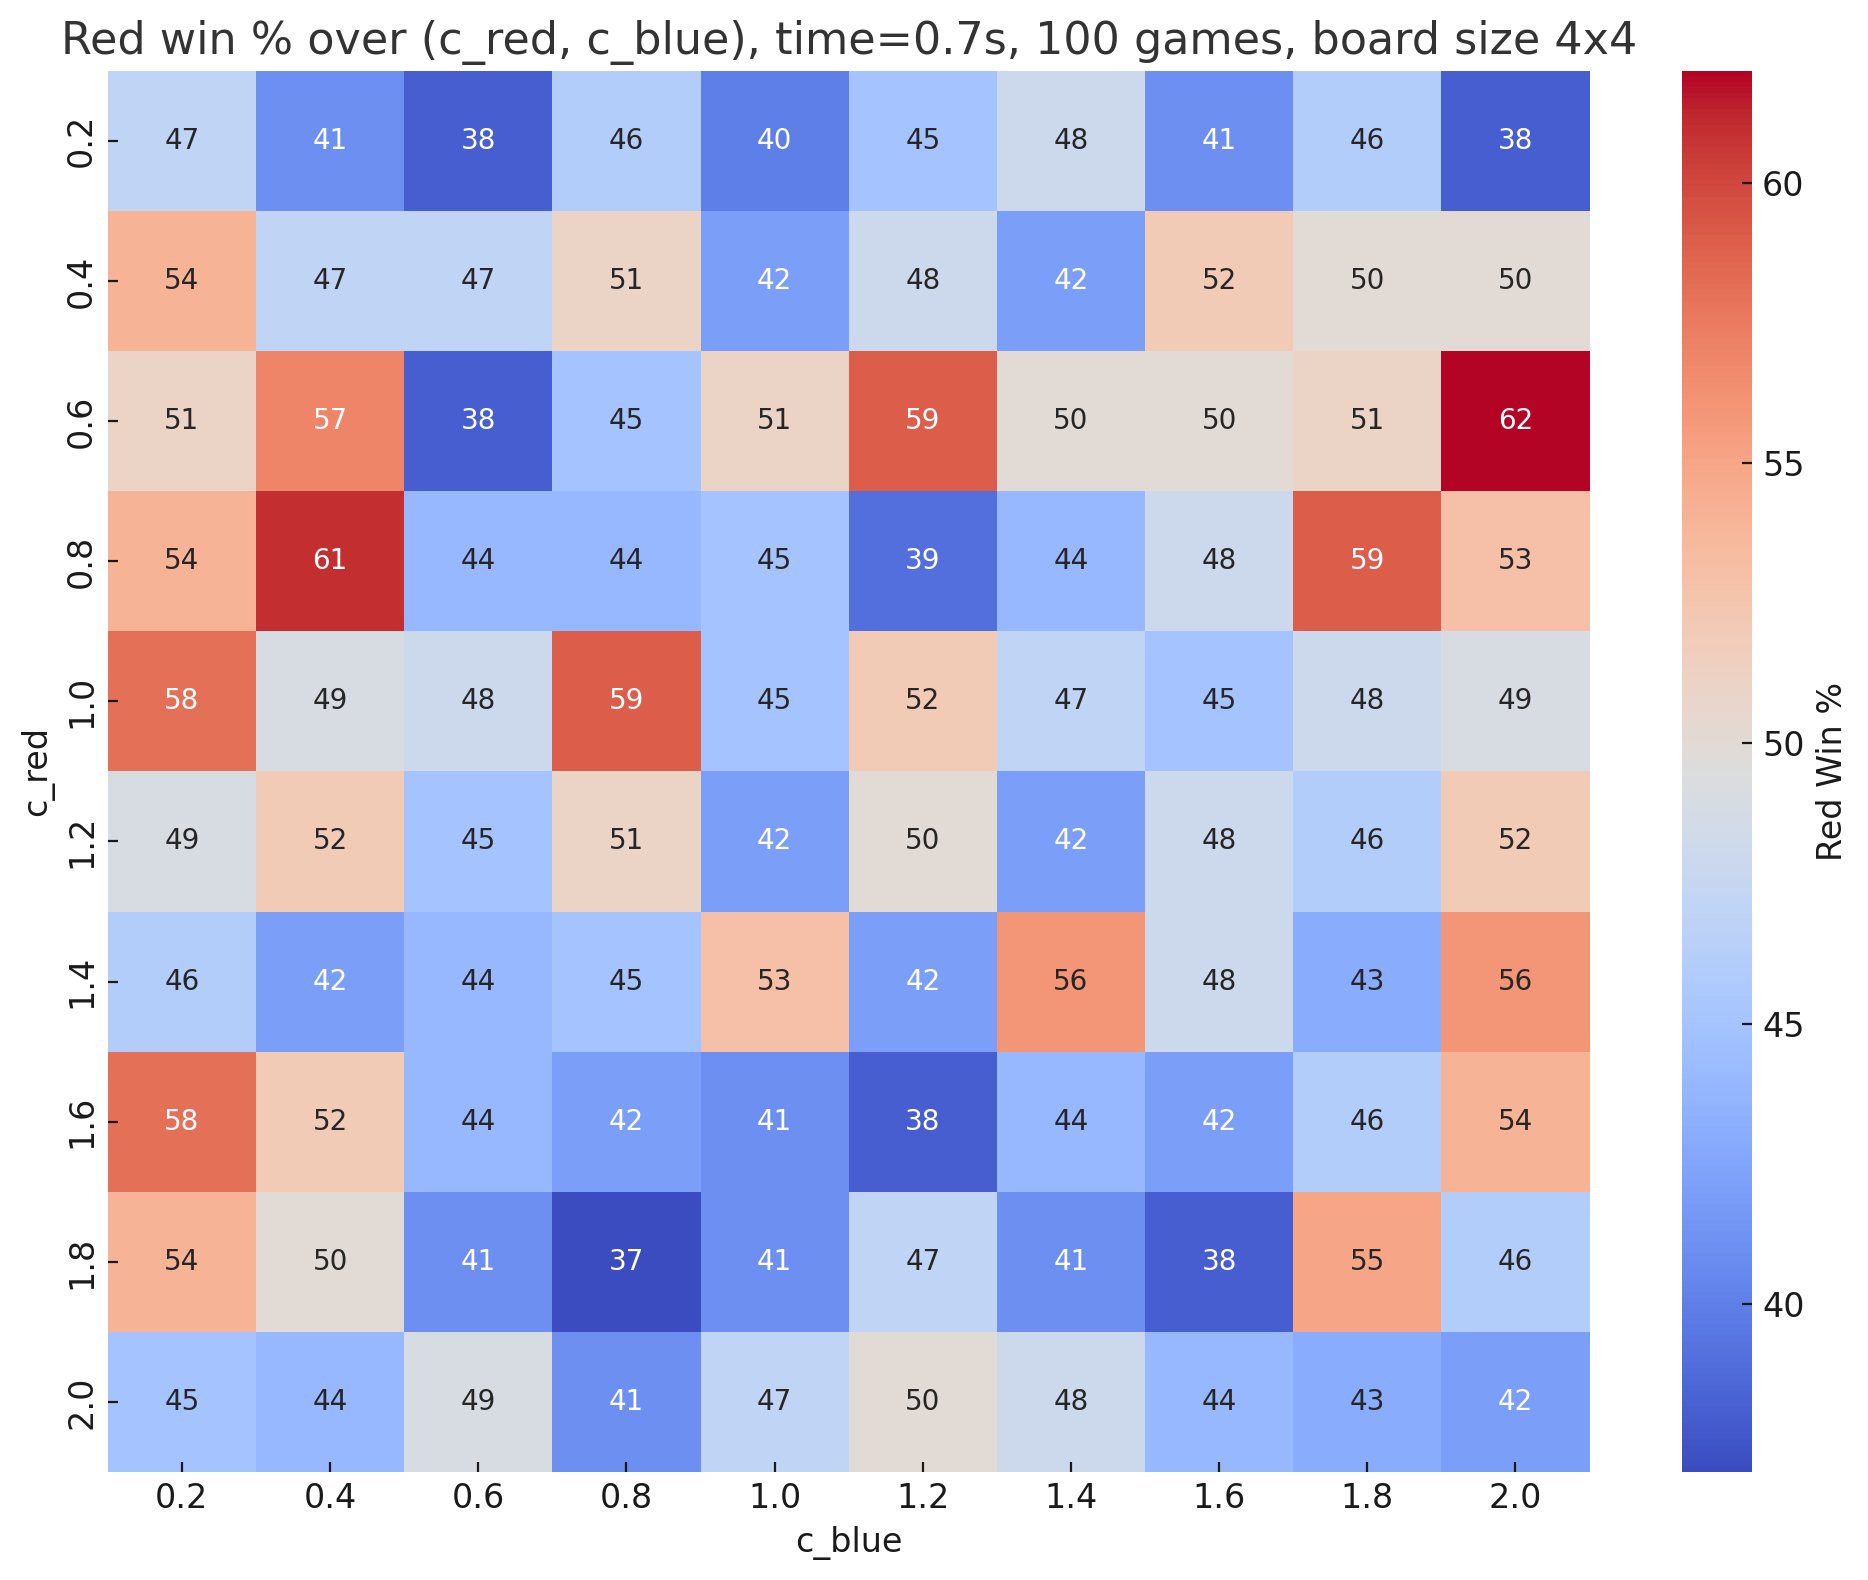 Red win % over (c_red, c_blue), time=0.7s, 100 games, board size 4x4
0.2 47 41 38 46 40 45 48 41 46 38
0.4 54 47 47 51 42 48 42 52 50 50
0.6 51 57 38 45 51 59 50 50 51 62
0.8 54 61 44 44 45 39 44 48 59 53
1.0 58 49 48 59 45 52 47 45 48 49
1.2 49 52 45 51 42 50 42 48 46 52
1.4 46 42 44 45 53 42 56 48 43 56
1.6 58 52 44 42 41 38 44 42 46 54
1.8 54 50 41 37 41 47 41 38 55 46
2.0 45 44 49 41 47 50 48 44 43 42
0.2 0.4 0.6 0.8 1.0 1.2 1.4 1.6 1.8 2.0
c_blue
c_red
60
55
50
45
40
Red Win %